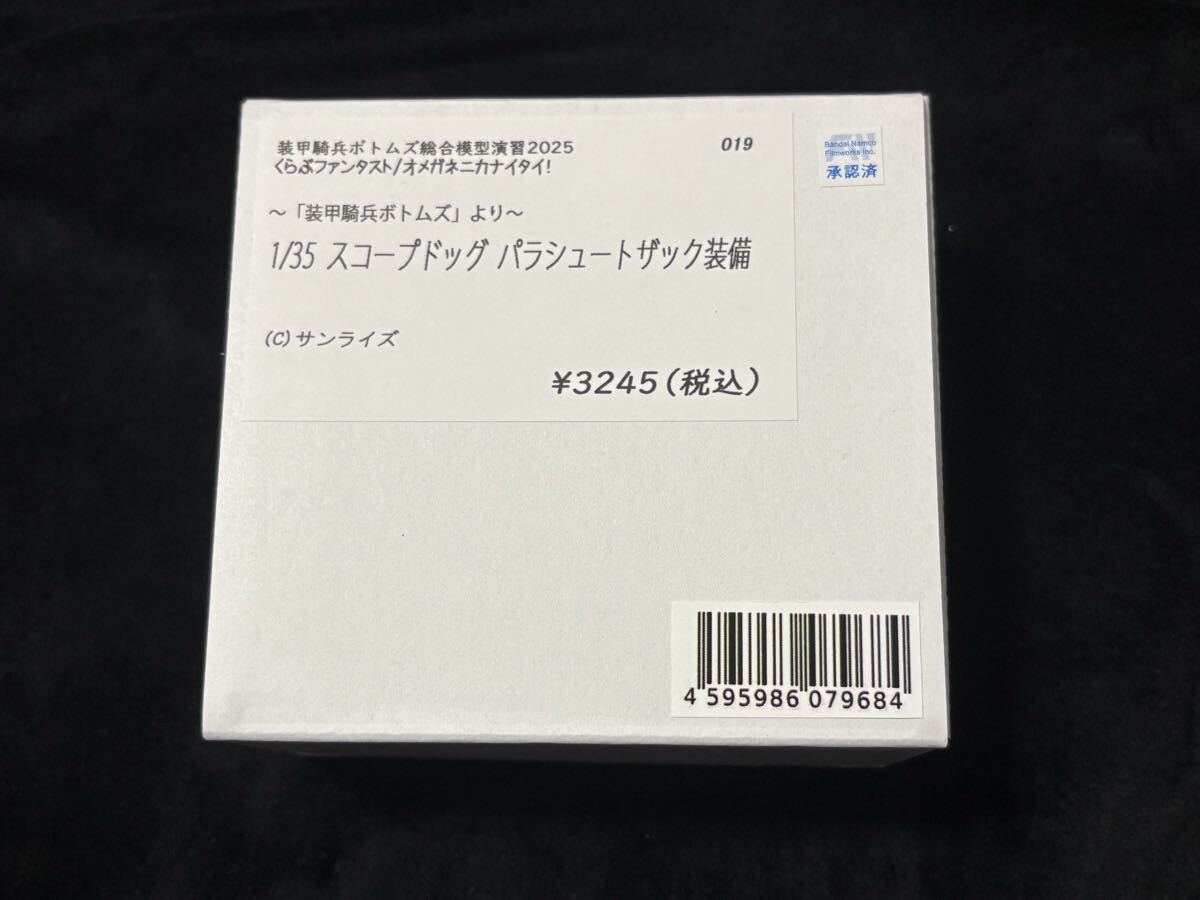 装甲騎兵ボトムズ総合模型演習2025
019
くらぶファンタスト/オメガネニカナイタイ!
～「装甲騎兵ボトムズ」より～
1/35 スコープドッグ パラシュートザック装備
(C)サンライズ
¥3245(税込)
Bandai Namco
Filmworks Inc.
承認済
4 595986 079684